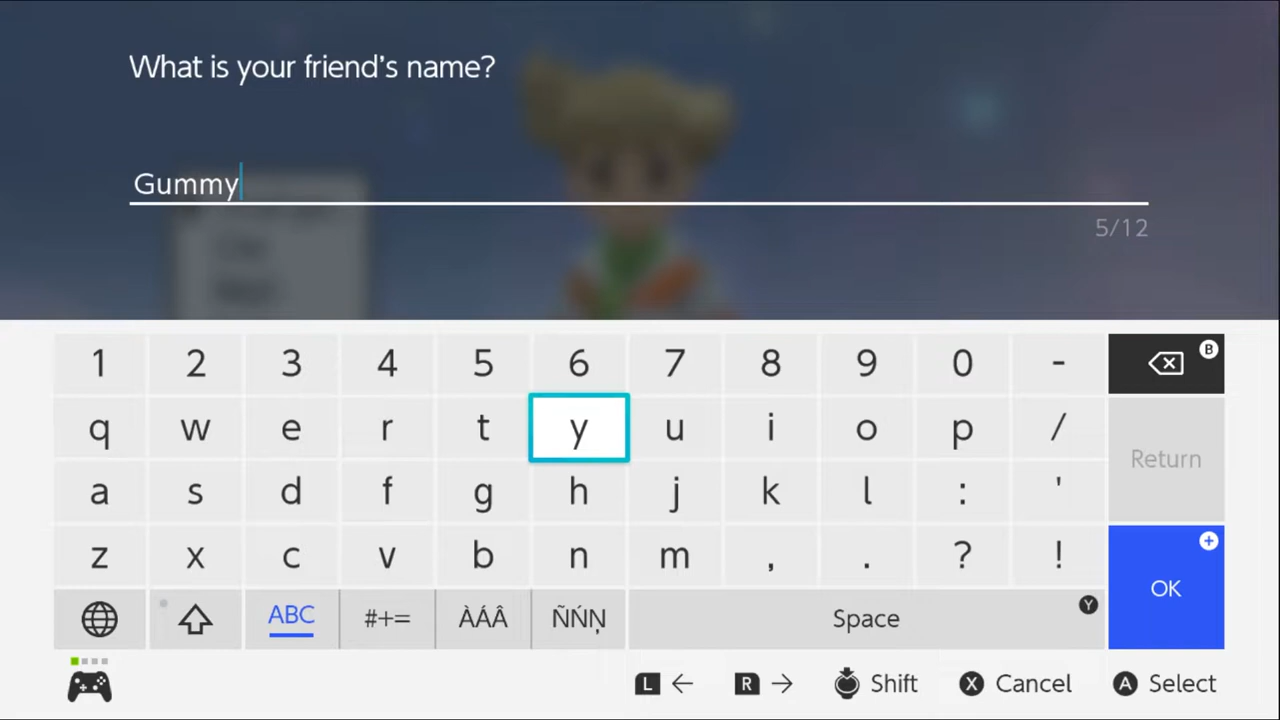 What is your friend's name?
Gummy
5/12
1 2 3 4 5 6 7 8 9 0 - B
q w e r t y u i o p /
Return
a s d f g h j k l : '
z x c v b n m , . ? ! +
OK
ABC #+= ÀÁÂ ÑŃŅ Space Y
L ← R → Shift X Cancel A Select